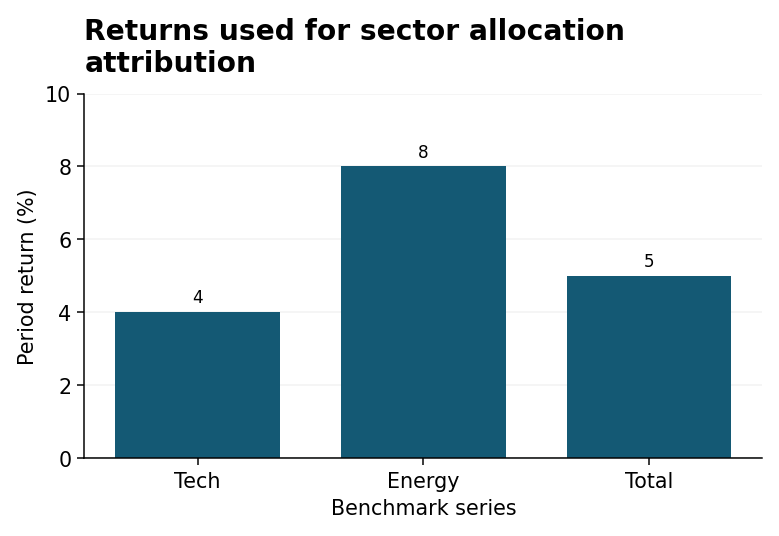 Returns used for sector allocation
attribution
10
8
6
4
2
0
Period return (%)
4
8
5
Tech
Energy
Total
Benchmark series